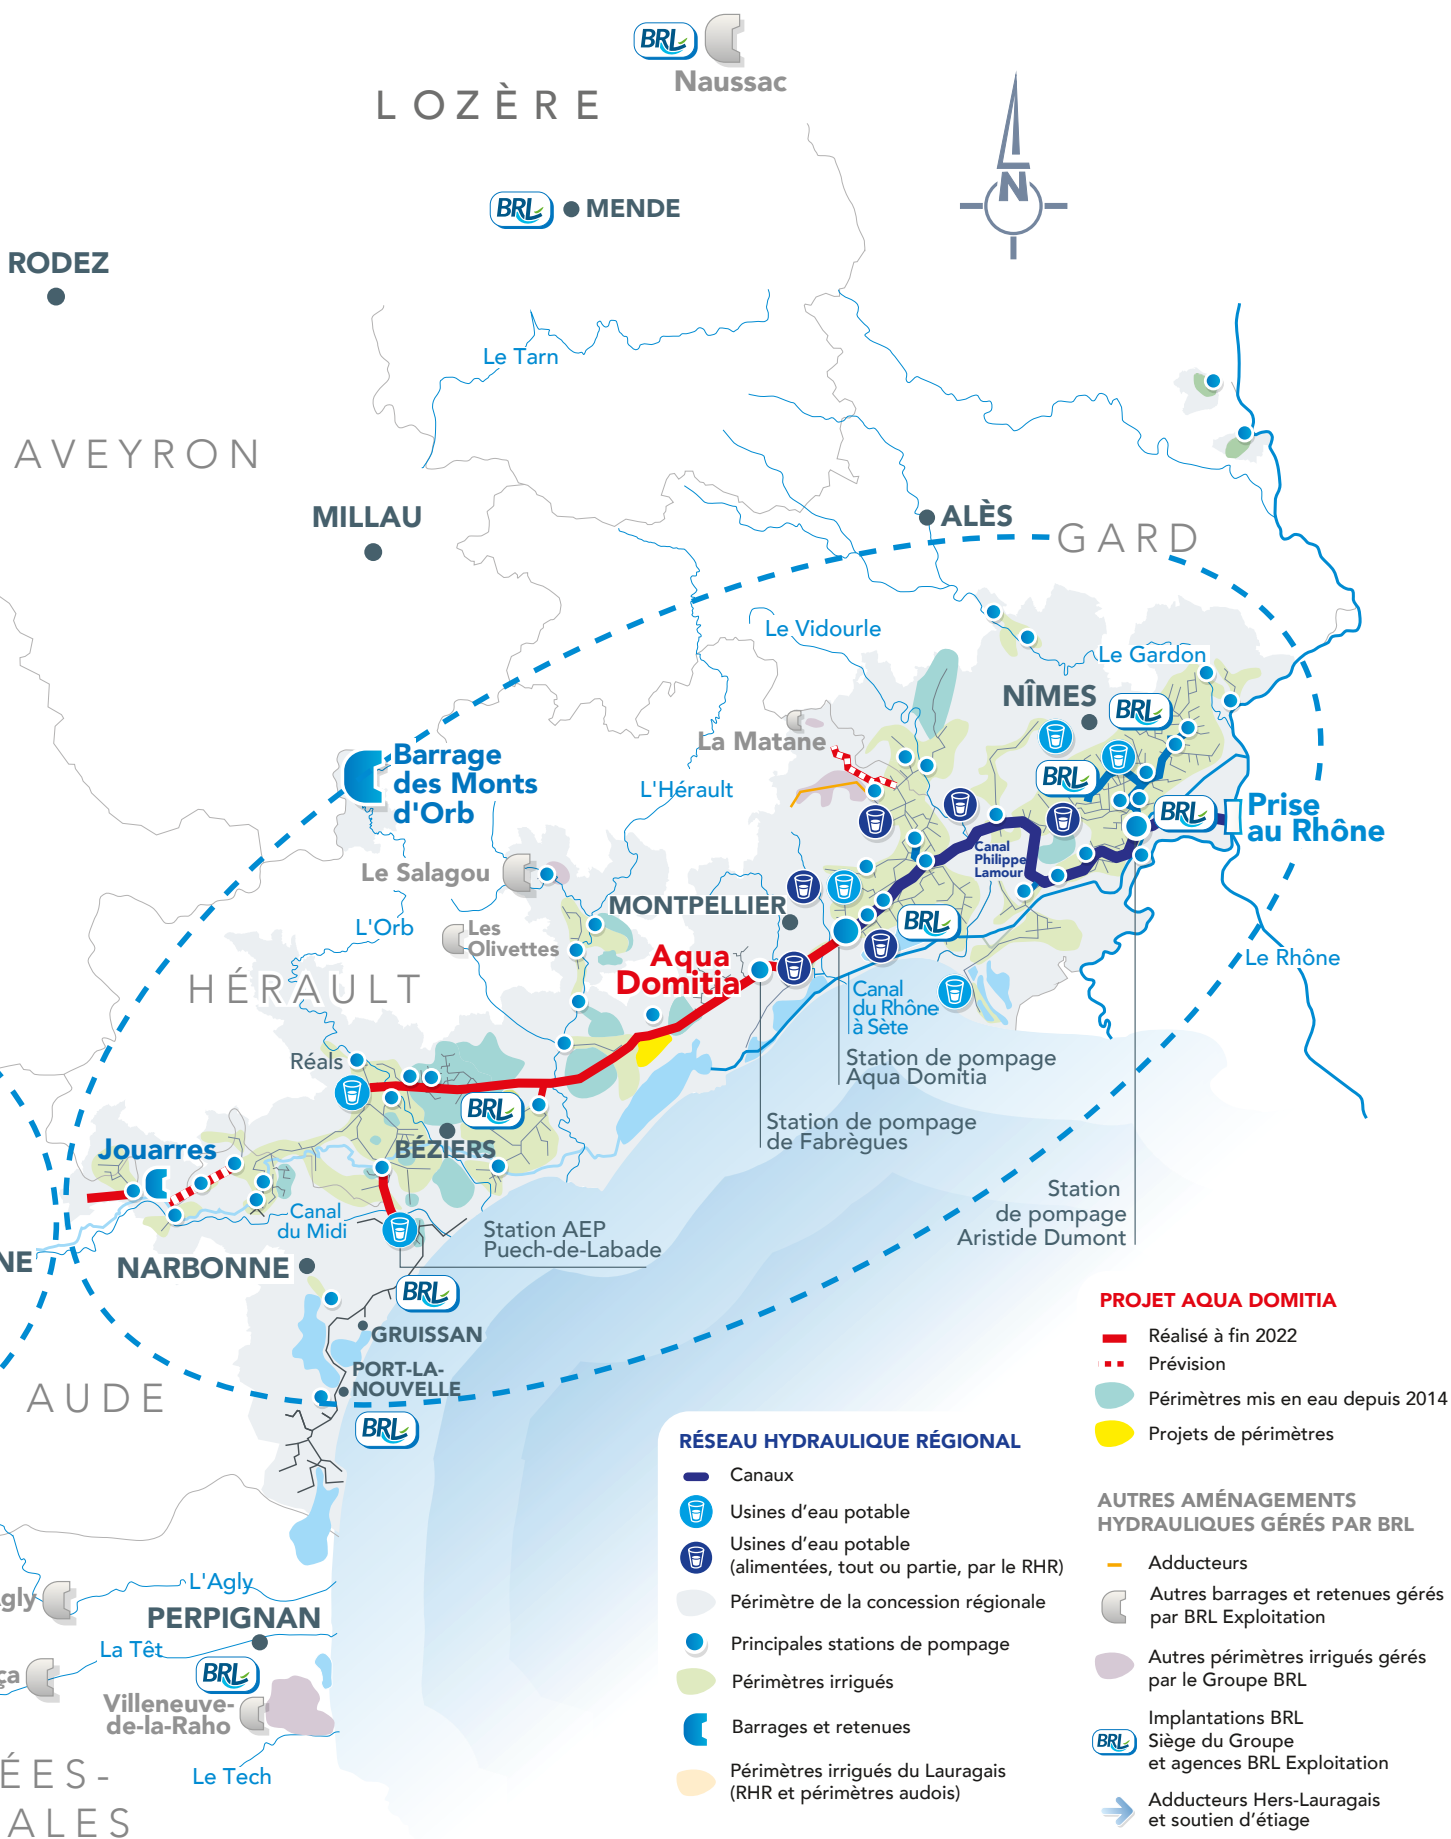 BRL
Naussac
LOZÈRE
N
BRL
MENDE
RODEZ
Le Tarn
AVEYRON
MILLAU
ALÈS
GARD
Le Vidourle
Le Gardon
NÎMES
BRL
La Matane
Barrage
des Monts
d'Orb
L'Hérault
BRL
BRL
Prise
au Rhône
Canal
Philippe
Lamour
Le Salagou
MONTPELLIER
L'Orb
Les
Olivettes
BRL
Aqua
Domitia
Le Rhône
HÉRAULT
Canal
du Rhône
à Sète
Réals
Station de pompage
Aqua Domitia
BRL
Station de pompage
de Fabrègues
BÉZIERS
Jouarres
Station
de pompage
Aristide Dumont
Canal
du Midi
Station AEP
Puech-de-Labade
NE
NARBONNE
BRL
GRUISSAN
PORT-LA-
NOUVELLE
AUDE
BRL
L'Agly
gly
PERPIGNAN
La Têt
ça
BRL
Villeneuve-
de-la-Raho
Le Tech
ÉES-
ALES
PROJET AQUA DOMITIA
Réalisé à fin 2022
Prévision
Périmètres mis en eau depuis 2014
Projets de périmètres
RÉSEAU HYDRAULIQUE RÉGIONAL
Canaux
Usines d'eau potable
Usines d'eau potable
(alimentées, tout ou partie, par le RHR)
Périmètre de la concession régionale
Principales stations de pompage
Périmètres irrigués
Barrages et retenues
Périmètres irrigués du Lauragais
(RHR et périmètres audois)
AUTRES AMÉNAGEMENTS
HYDRAULIQUES GÉRÉS PAR BRL
Adducteurs
Autres barrages et retenues gérés
par BRL Exploitation
Autres périmètres irrigués gérés
par le Groupe BRL
BRL
Implantations BRL
Siège du Groupe
et agences BRL Exploitation
Adducteurs Hers-Lauragais
et soutien d'étiage